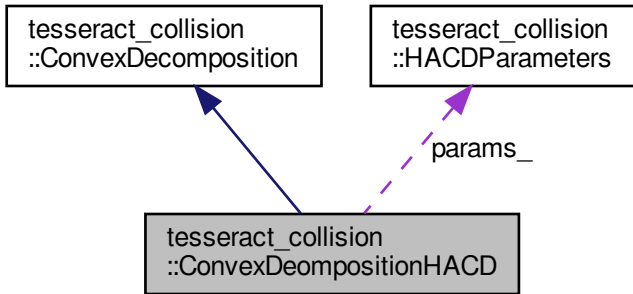 tesseract_collision
::ConvexDecomposition
tesseract_collision
::HACDParameters
params_
tesseract_collision
::ConvexDeompositionHACD